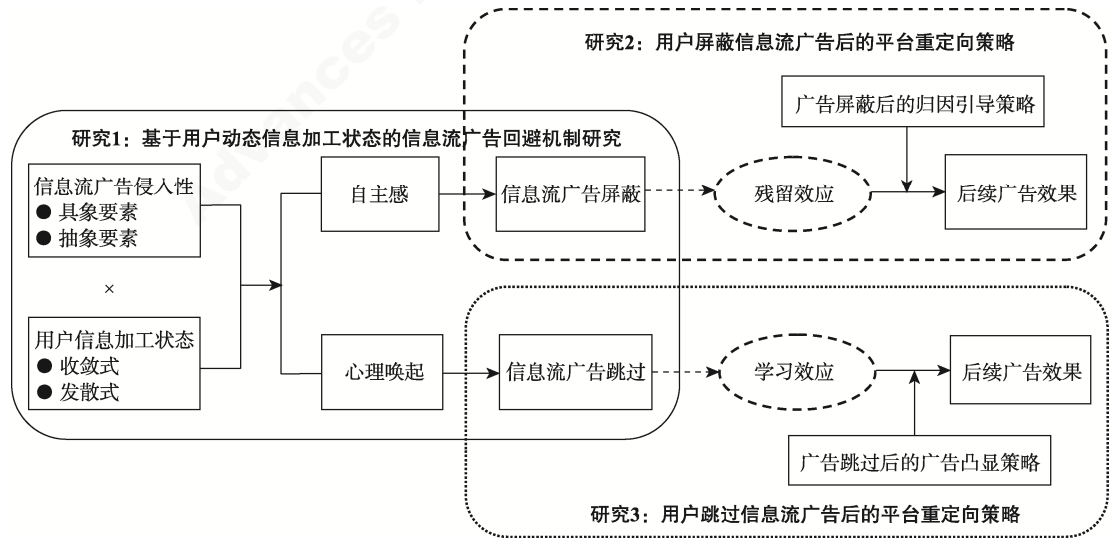 研究2：用户屏蔽信息流广告后的平台重定向策略
广告屏蔽后的归因引导策略
研究1：基于用户动态信息加工状态的信息流广告回避机制研究
信息流广告侵入性
● 具象要素
● 抽象要素
自主感
信息流广告屏蔽
残留效应
后续广告效果
×
用户信息加工状态
● 收敛式
● 发散式
心理唤起
信息流广告跳过
学习效应
后续广告效果
广告跳过后的广告凸显策略
研究3：用户跳过信息流广告后的平台重定向策略
Advances